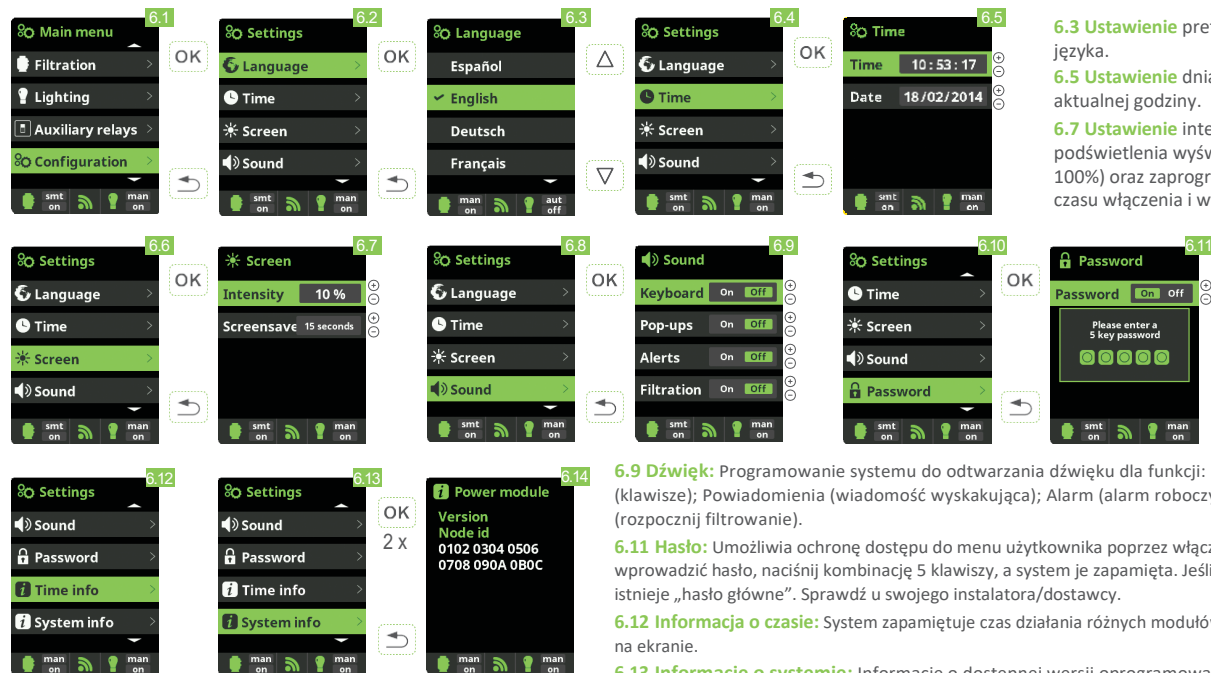 6.1
Main menu
Filtration
Lighting
Auxiliary relays
Configuration
smt on man on
OK
6.2
Settings
Language
Time
Screen
Sound
smt on man on
OK
6.3
Language
Español
English
Deutsch
Français
man on aut off
6.4
Settings
Language
Time
Screen
Sound
smt on man on
OK
6.5
Time
Time 10:53:17
Date 18/02/2014
smt on man on
6.3 Ustawienie
języka.
6.5 Ustawienie
aktualnej godziny.
6.7 Ustawienie
podświetlenia
100%) oraz
czasu włączenia i
6.6
Settings
Language
Time
Screen
Sound
smt on man on
OK
6.7
Screen
Intensity 10 %
Screensave 15 seconds
smt on man on
6.8
Settings
Language
Time
Screen
Sound
smt on man on
OK
6.9
Sound
Keyboard On Off
Pop-ups On Off
Alerts On Off
Filtration On Off
smt on man on
6.10
Settings
Time
Screen
Sound
Password
smt on man on
OK
6.11
Password
Password On Off
Please enter a
5 key password
smt on man on
6.12
Settings
Sound
Password
Time info
System info
man on man on
6.13
Settings
Sound
Password
Time info
System info
man on man on
OK
2 x
6.14
Power module
Version
Node id
0102 0304 0506
0708 090A 0B0C
man on man on
6.9 Dźwięk: Programowanie systemu do odtwarzania dźwięku dla funkcji:
(klawisze); Powiadomienia (wiadomość wyskakująca); Alarm (alarm
(rozpocznij filtrowanie).
6.11 Hasło: Umożliwia ochronę dostępu do menu użytkownika poprzez
wprowadzić hasło, naciśnij kombinację 5 klawiszy, a system je zapamięta. Jeśli
istnieje „hasło główne”. Sprawdź u swojego instalatora/dostawcy.
6.12 Informacja o czasie: System zapamiętuje czas działania różnych
na ekranie.
6.13 Informacje o systemie: Informacje o dostępnej wersji